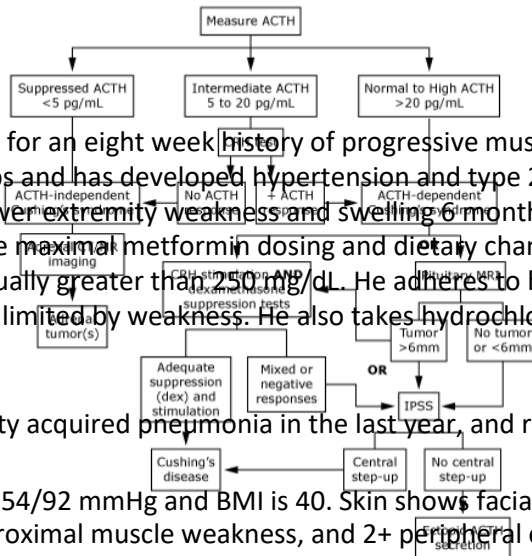 Measure ACTH
Suppressed ACTH
<5 pg/mL
Intermediate ACTH
5 to 20 pg/mL
Normal to High ACTH
>20 pg/mL
for an eight week history of progressive mus
os and has developed hypertension and type 2
ACTH-independent
No ACTH
+ ACTH
ACTH-dependent
wer extremity weakness and swelling 6 month
e maximal metformin dosing and dietary chan
imaging
OR
CRH stimulation AND
dexamethasone
suppression tests
Pituitary MRI
ually greater than 250 mg/dL. He adheres to
limited by weakness. He also takes hydrochlo
tumor(s)
Tumor
>6mm
No tumor
or <6mm
Adequate
suppression
(dex) and
stimulation
Mixed or
negative
responses
OR
IPSS
ty acquired pneumonia in the last year, and r
Cushing's
disease
Central
step-up
No central
step-up
54/92 mmHg and BMI is 40. Skin shows facia
roximal muscle weakness, and 2+ peripheral
secretion